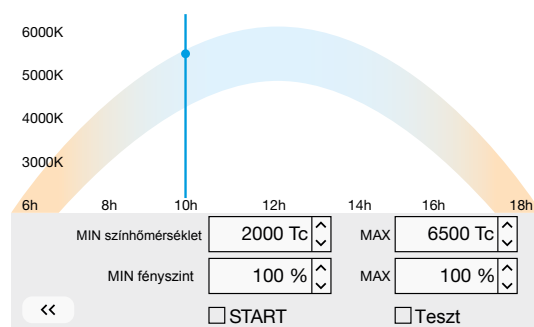 6000K
5000K
4000K
3000K
6h 8h 10h 12h 14h 16h 18h
MIN színhőmérséklet 2000 Tc MAX 6500 Tc
MIN fényszint 100 % MAX 100 %
<< START Teszt